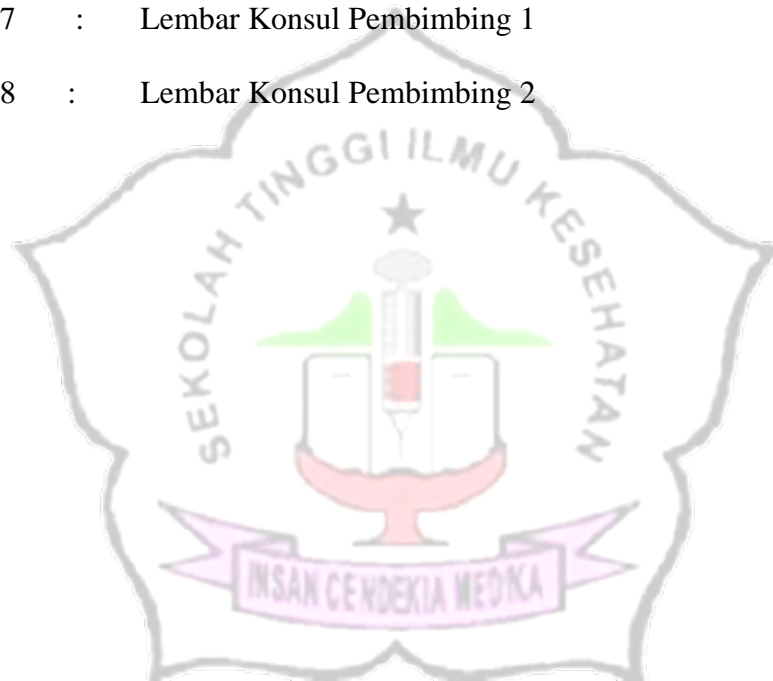 7 : Lembar Konsul Pembimbing 1
8 : Lembar Konsul Pembimbing 2
SEKOLAH TINGGI ILMU KESEHATAN
INSAN CENDEKIA MEDIKA